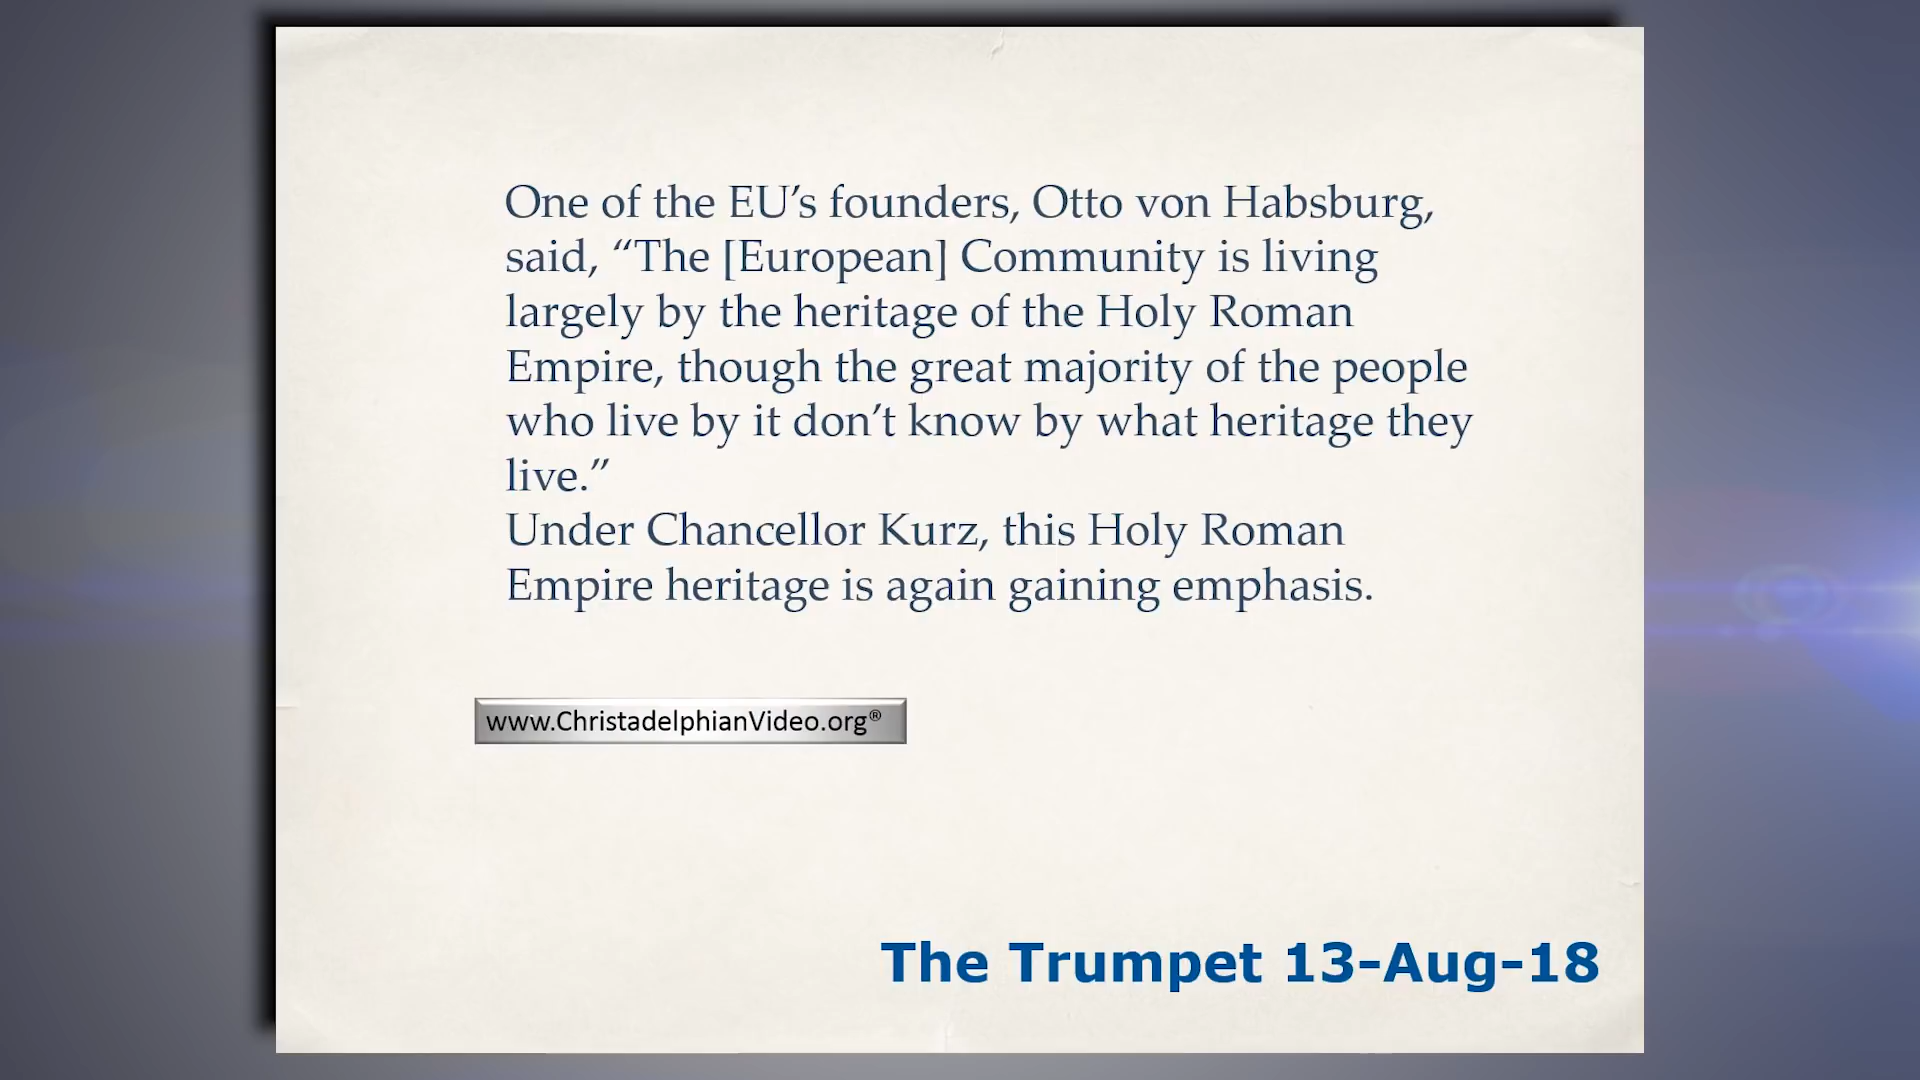 One of the EU’s founders, Otto von Habsburg,
said, “The [European] Community is living
largely by the heritage of the Holy Roman
Empire, though the great majority of the people
who live by it don’t know by what heritage they
live.”
Under Chancellor Kurz, this Holy Roman
Empire heritage is again gaining emphasis.
www.ChristadelphianVideo.org®
The Trumpet 13-Aug-18